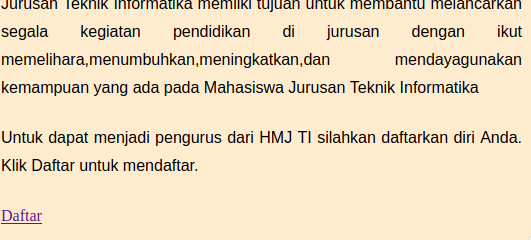 Jurusan Teknik Informatika memiliki tujuan untuk membantu melancarkan
segala kegiatan pendidikan di jurusan dengan ikut
memelihara,menumbuhkan,meningkatkan,dan mendayagunakan
kemampuan yang ada pada Mahasiswa Jurusan Teknik Informatika
Untuk dapat menjadi pengurus dari HMJ TI silahkan daftarkan diri Anda.
Klik Daftar untuk mendaftar.
Daftar